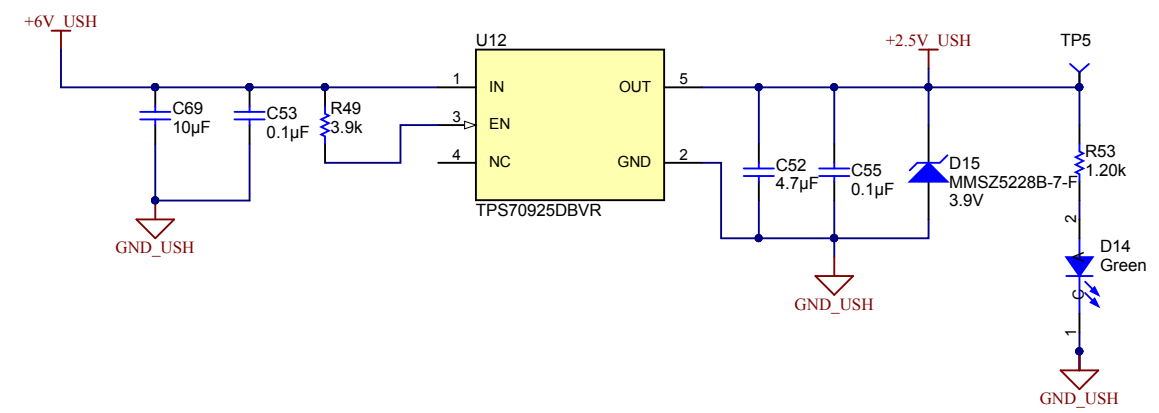 +6V_USH
U12
1
IN
3
EN
4
NC
OUT
5
GND
2
TPS70925DBVR
C69
10µF
C53
0.1µF
R49
3.9k
GND_USH
+2.5V_USH
TP5
C52
4.7µF
C55
0.1µF
D15
MMSZ5228B-7-F
3.9V
R53
1.20k
2
A
D14
Green
C
1
GND_USH
GND_USH